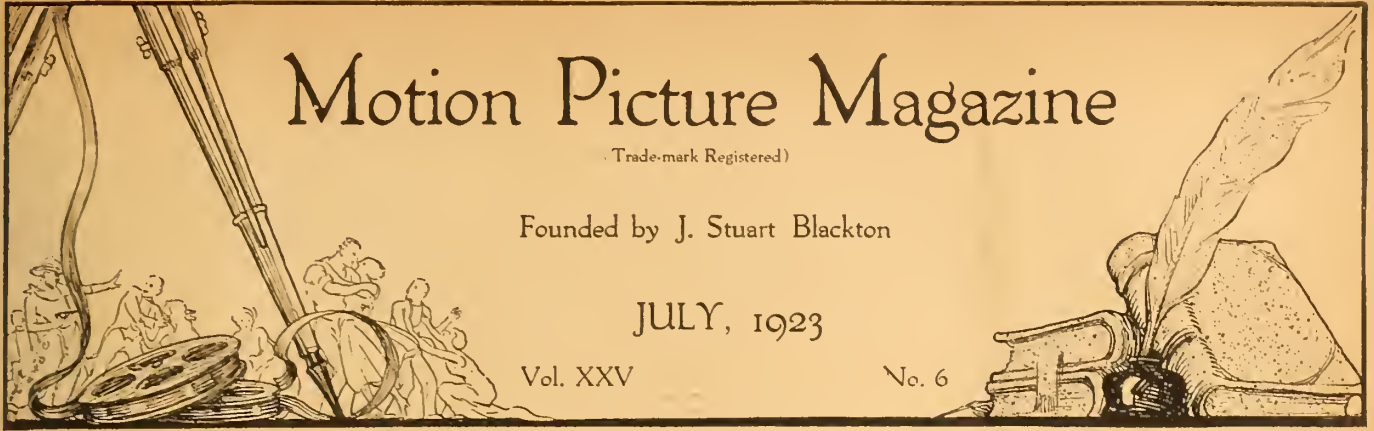 Motion Picture Magazine
(Trade-mark Registered)
Founded by J. Stuart Blackton
JULY, 1923
Vol. XXV No. 6